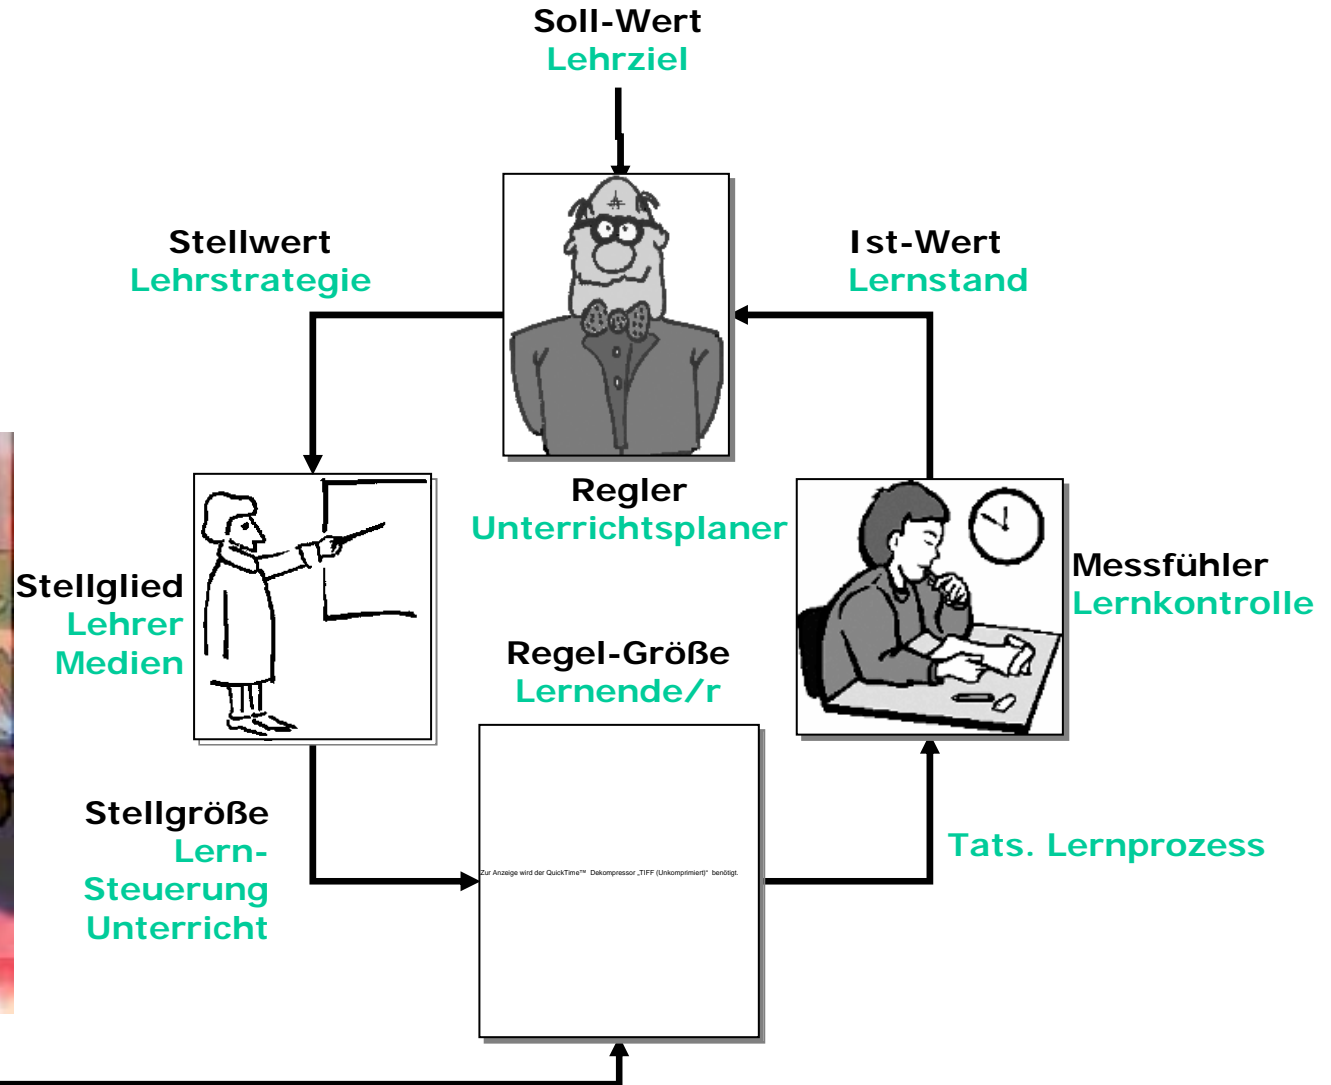 Soll-Wert
Lehrziel
Stellwert
Lehrstrategie
Ist-Wert
Lernstand
Regler
Unterrichtsplaner
Stellglied
Lehrer
Medien
Messfühler
Lernkontrolle
Regel-Größe
Lernende/r
Stellgröße
Lern-
Steuerung
Unterricht
Zur Anzeige wird der QuickTime™ Dekompressor „TIFF (Unkomprimiert)“ benötigt.
Tats. Lernprozess